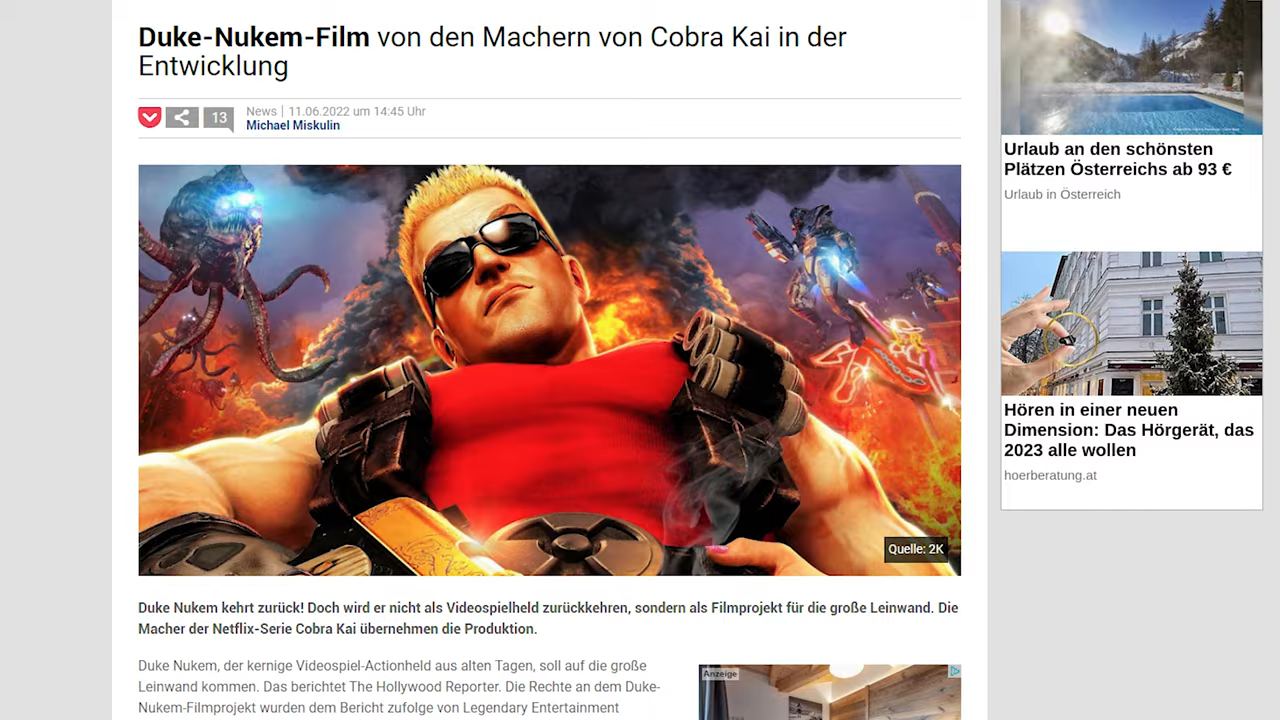 Duke-Nukem-Film von den Machern von Cobra Kai in der
Entwicklung
13
News | 11.06.2022 um 14:45 Uhr
Michael Miskulin
Quelle: 2K
Duke Nukem kehrt zurück! Doch wird er nicht als Videospielheld zurückkehren, sondern als Filmprojekt für die große Leinwand. Die
Macher der Netflix-Serie Cobra Kai übernehmen die Produktion.
Duke Nukem, der kernige Videospiel-Actionheld aus alten Tagen, soll auf die große
Leinwand kommen. Das berichtet The Hollywood Reporter. Die Rechte an dem Duke-
Nukem-Filmprojekt wurden dem Bericht zufolge von Legendary Entertainment
Anzeige
Urlaub an den schönsten
Plätzen Österreichs ab 93 €
Urlaub in Österreich
Hören in einer neuen
Dimension: Das Hörgerät, das
2023 alle wollen
hoerberatung.at